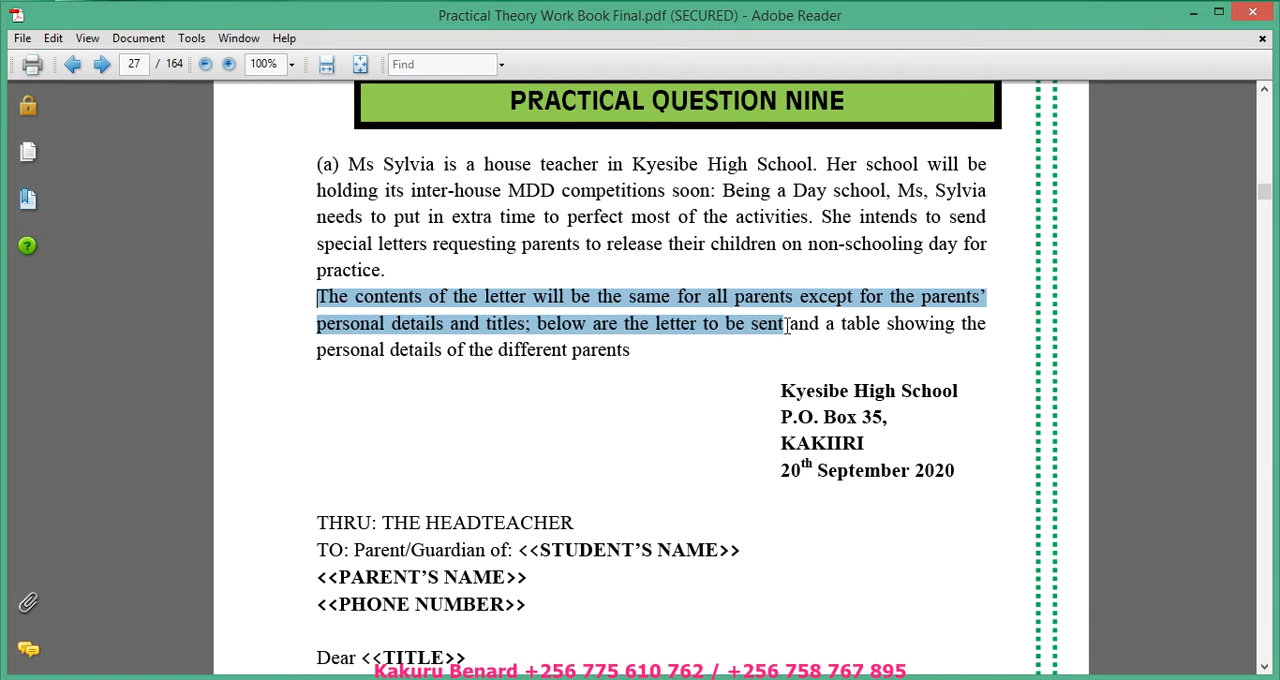 Practical Theory Work Book Final.pdf (SECURED) - Adobe Reader
File Edit View Document Tools Window Help
27 / 164 100% Find
PRACTICAL QUESTION NINE
(a) Ms Sylvia is a house teacher in Kyesibe High School. Her school will be
holding its inter-house MDD competitions soon: Being a Day school, Ms, Sylvia
needs to put in extra time to perfect most of the activities. She intends to send
special letters requesting parents to release their children on non-schooling day for
practice.
The contents of the letter will be the same for all parents except for the parents’
personal details and titles; below are the letter to be sent and a table showing the
personal details of the different parents
Kyesibe High School
P.O. Box 35,
KAKIIRI
20th September 2020
THRU: THE HEADTEACHER
TO: Parent/Guardian of: <<STUDENT’S NAME>>
<<PARENT’S NAME>>
<<PHONE NUMBER>>
Dear <<TITLE>>
Kakuru Benard +256 775 610 762 / +256 758 767 895